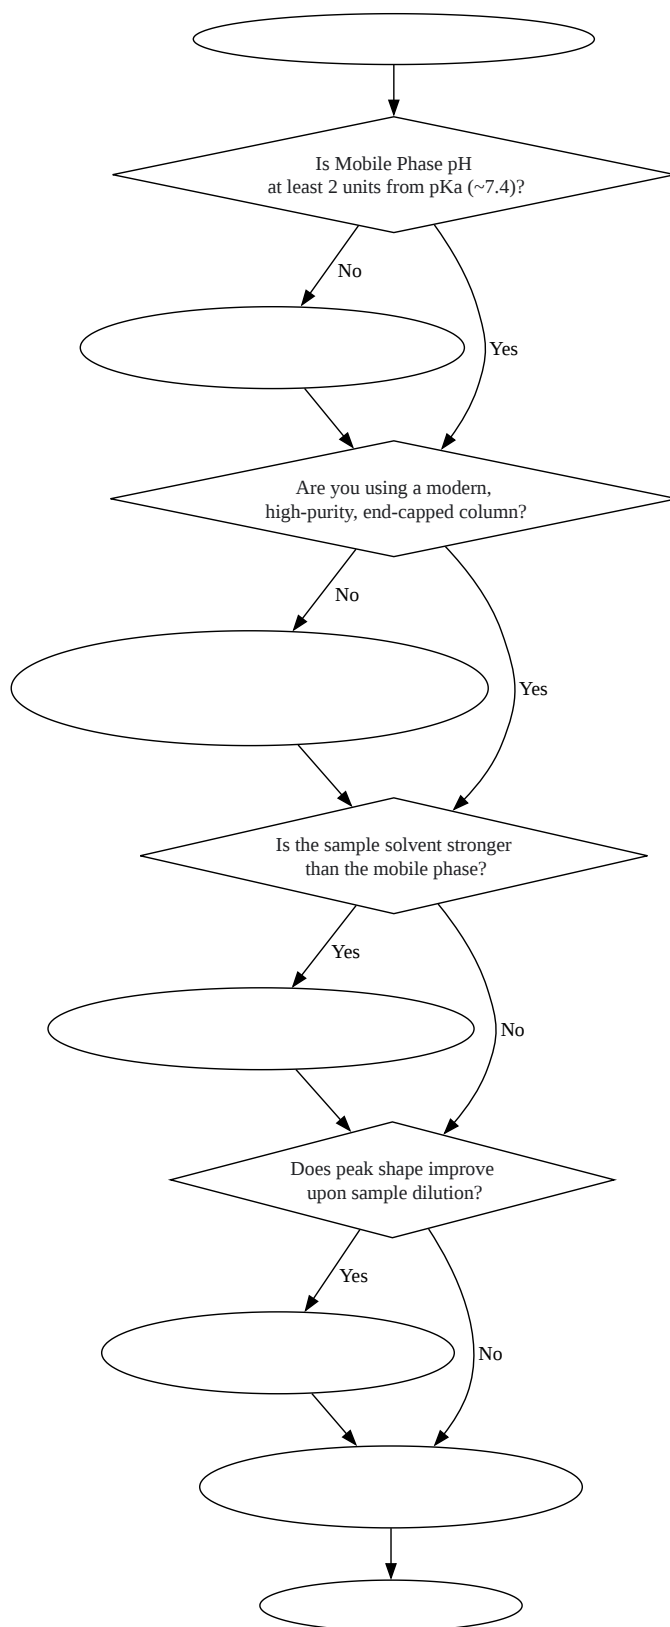 Is Mobile Phase pH
at least 2 units from pKa (~7.4)?
No
Yes
Are you using a modern,
high-purity, end-capped column?
No
Yes
Is the sample solvent stronger
than the mobile phase?
Yes
No
Does peak shape improve
upon sample dilution?
Yes
No